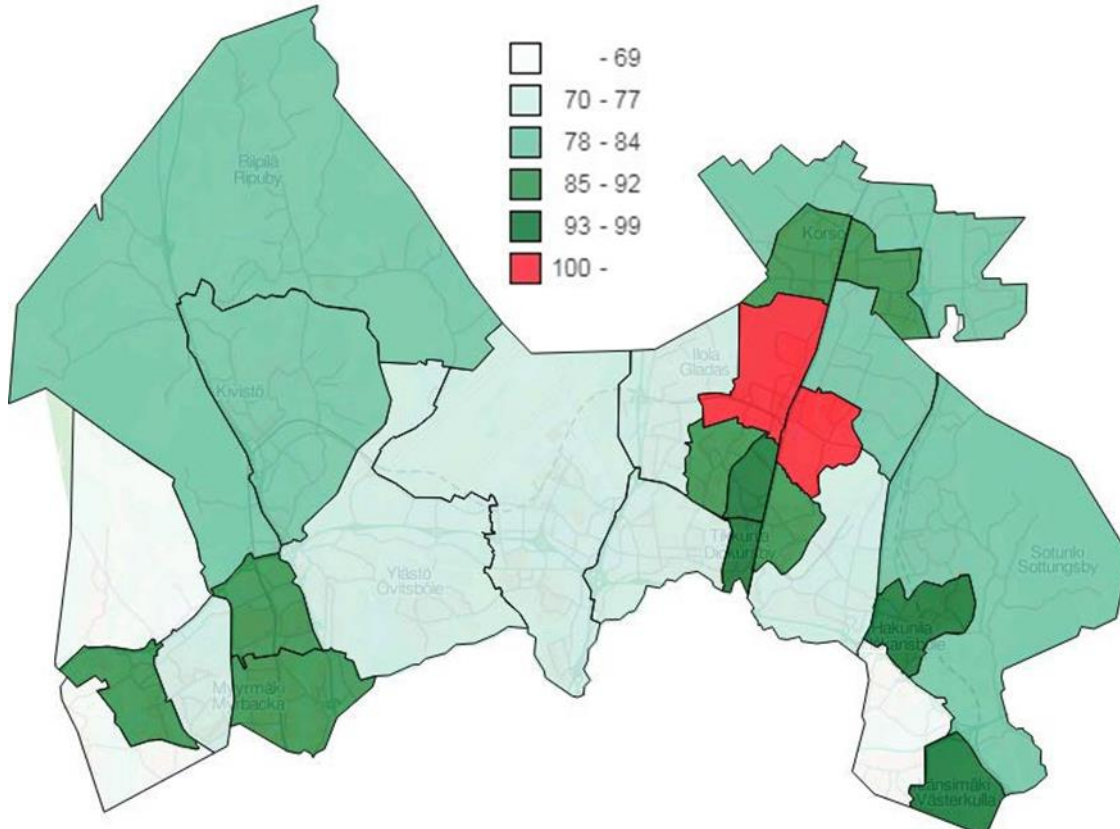 - 69
70 - 77
78 - 84
85 - 92
93 - 99
100 -
Riipilä
Ripuby
Korso
Kivistö
Ilola
Gladas
Tikkurila
Dickursby
Ylästö
Övitsböle
Sotunki
Sottungsby
Hakunila
Myyrmäki
Myrbacka
Länsimäki
Västerkulla